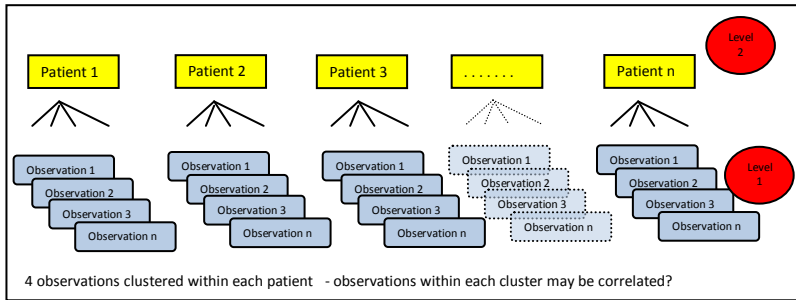 Level
2
Patient 1
Patient 2
Patient 3
.......
Patient n
Observation 1
Observation 2
Observation 3
Observation n
Observation 1
Observation 2
Observation 3
Observation n
Observation 1
Observation 2
Observation 3
Observation n
Observation 1
Observation 2
Observation 3
Observation n
Observation 1
Observation 2
Observation 3
Observation n
Level
1
4 observations clustered within each patient - observations within each cluster may be correlated?